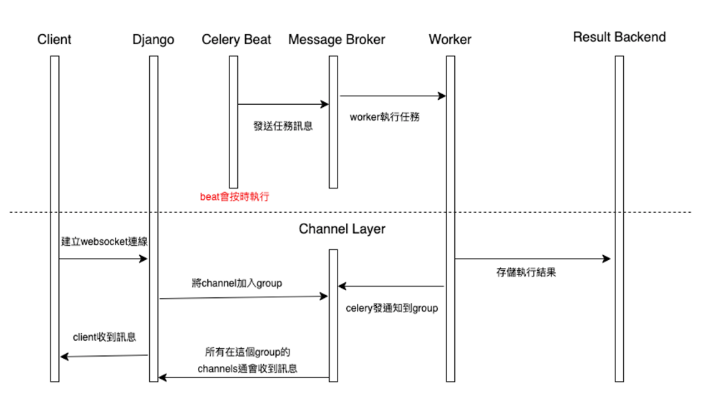 Client
Django
Celery Beat
Message Broker
Worker
Result Backend
發送任務訊息
worker執行任務
beat會按時執行
Channel Layer
建立websocket連線
存儲執行結果
將channel加入group
celery發通知到group
client收到訊息
所有在這個group的
channels通會收到訊息